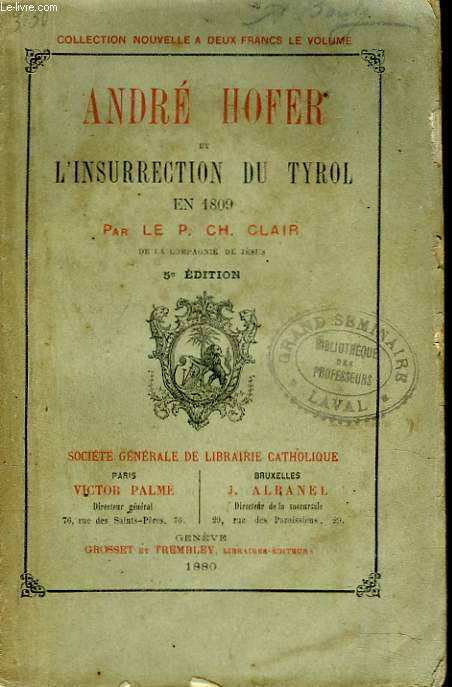 Le-livre.com
3.50
COLLECTION NOUVELLE A DEUX FRANCS LE VOLUME
ANDRÉ HOFER
ET
L'INSURRECTION DU TYROL
EN 1809
PAR LE P. CH. CLAIR
DE LA COMPAGNIE DE JÉSUS
5e ÉDITION
GRAND SÉMINAIRE
BIBLIOTHÈQUE
DES
PROFESSEURS
LAVAL
SOCIÉTÉ GÉNÉRALE DE LIBRAIRIE CATHOLIQUE
PARIS
VICTOR PALMÉ
Directeur général
76, rue des Saints-Pères, 76.
BRUXELLES
J. ALBANEL
Directeur de la succursale
29, rue des Paroissiens, 29.
GENÈVE
GROSSET ET TREMBLEY, LIBRAIRES-ÉDITEURS
1880